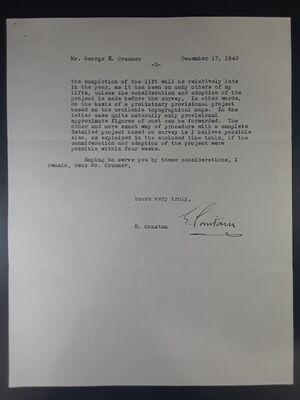 Mr. George E. Cranmer December 17, 1943
-3-
the completion of the lift will be relatively late
in the year, as it has been on many others of my
lifts, unless the consideration and adoption of the
project is made before the survey, in other words,
on the basis of a preliminary provisional project
based on the available topographical maps. In the
latter case quite naturally only provisional
approximate figures of cost can be forwarded. The
other and more exact way of procedure with a complete
detailed project based on survey is I believe possible
also, as explained in the enclosed time table, if the
consideration and adoption of the project were
possible within four weeks.
Hoping to serve you by these considerations, I
remain, dear Mr. Cranmer,
Yours very truly,
E. Constam
E. Constam